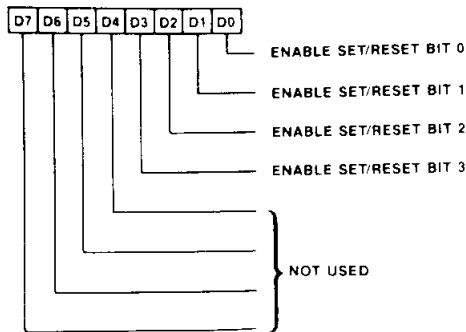 D7 D6 D5 D4 D3 D2 D1 D0
ENABLE SET/RESET BIT 0
ENABLE SET/RESET BIT 1
ENABLE SET/RESET BIT 2
ENABLE SET/RESET BIT 3
NOT USED